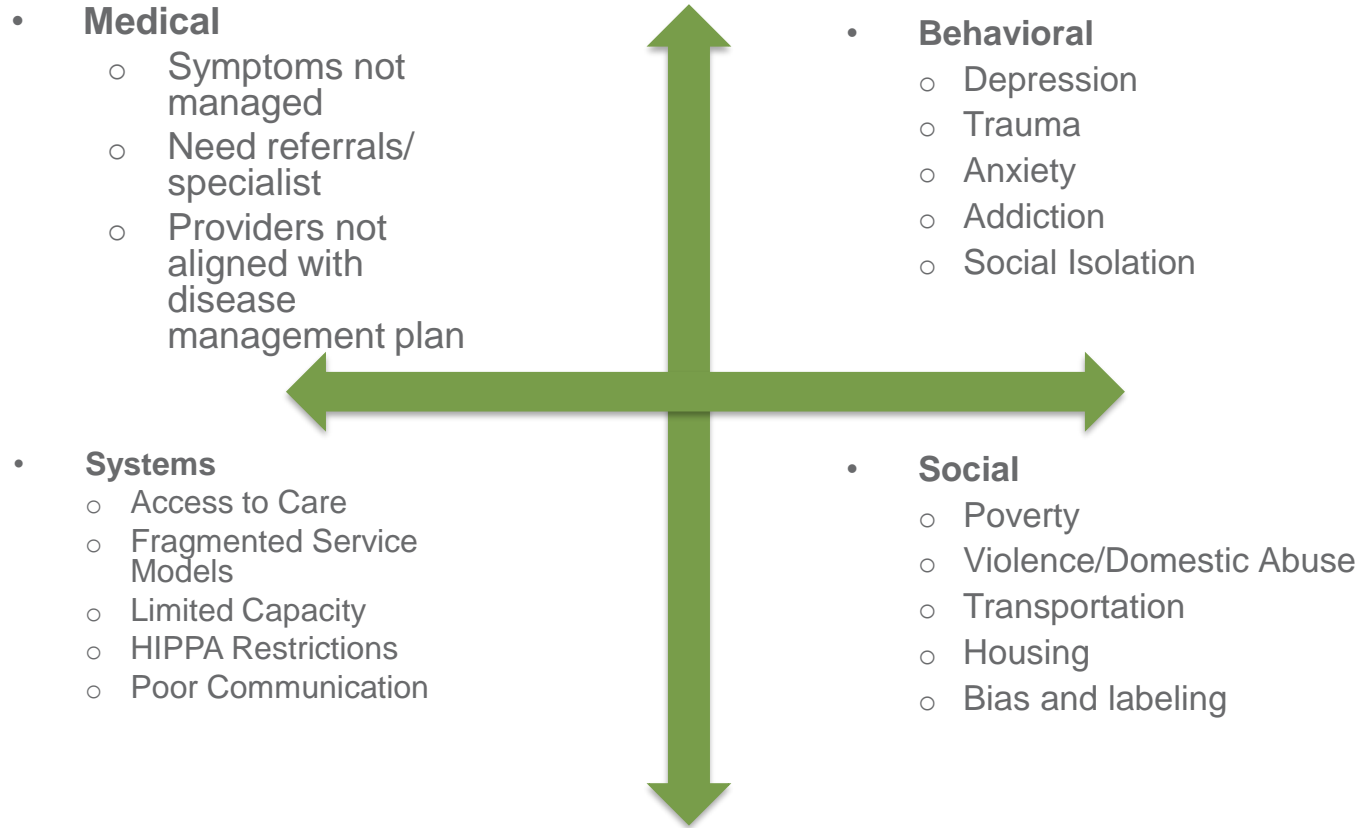 • Medical
o Symptoms not
managed
o Need referrals/
specialist
o Providers not
aligned with
disease
management plan
• Behavioral
o Depression
o Trauma
o Anxiety
o Addiction
o Social Isolation
• Systems
o Access to Care
o Fragmented Service
Models
o Limited Capacity
o HIPPA Restrictions
o Poor Communication
• Social
o Poverty
o Violence/Domestic Abuse
o Transportation
o Housing
o Bias and labeling